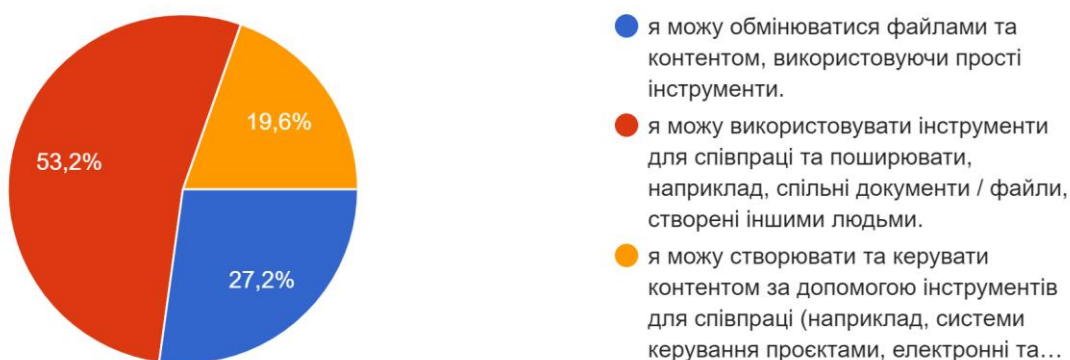 19,6%
53,2%
27,2%
я можу обмінюватися файлами та
контентом, використовуючи прості
інструменти.
я можу використовувати інструменти
для співпраці та поширювати,
наприклад, спільні документи / файли,
створені іншими людьми.
я можу створювати та керувати
контентом за допомогою інструментів
для співпраці (наприклад, системи
керування проєктами, електронні та…